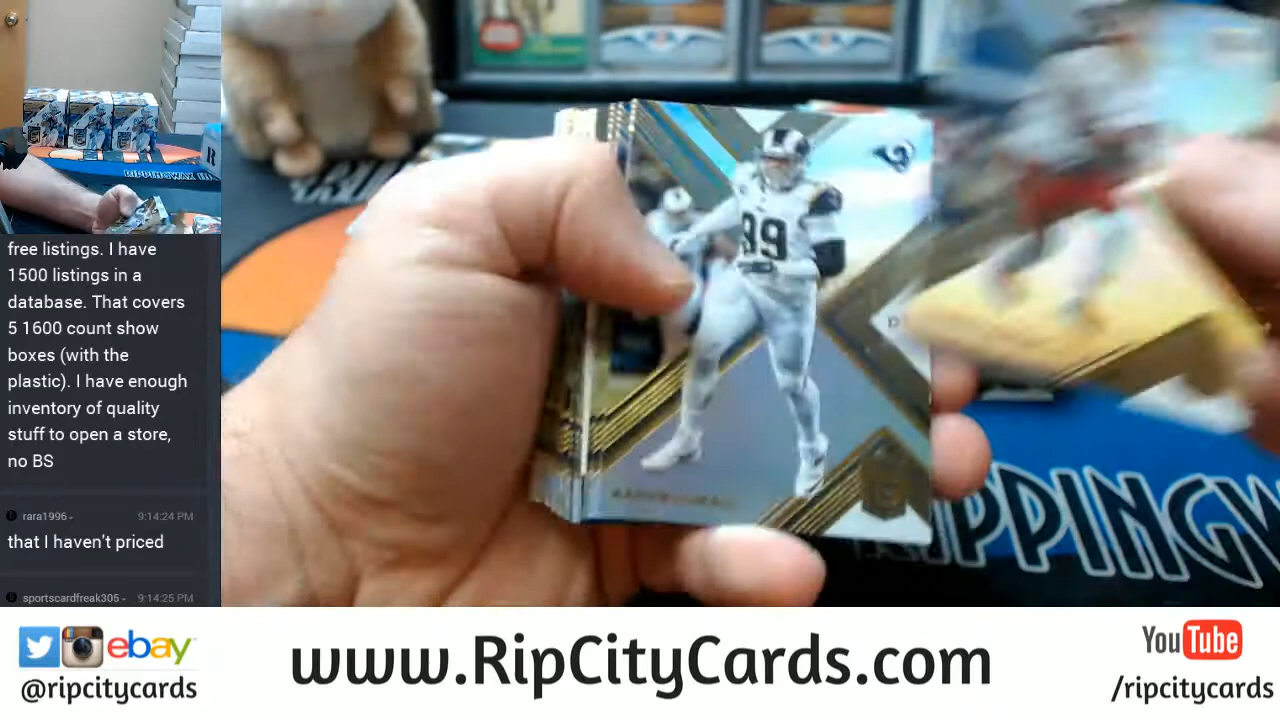 free listings. I have
1500 listings in a
database. That covers
5 1600 count show
boxes (with the
plastic). I have enough
inventory of quality
stuff to open a store,
no BS
rara1996
9:14:24 PM
that I haven't priced
sportscardfreak305
9:14:25 PM
99
ebay
@ripcitycards
www.RipCityCards.com
YouTube
/ripcitycards